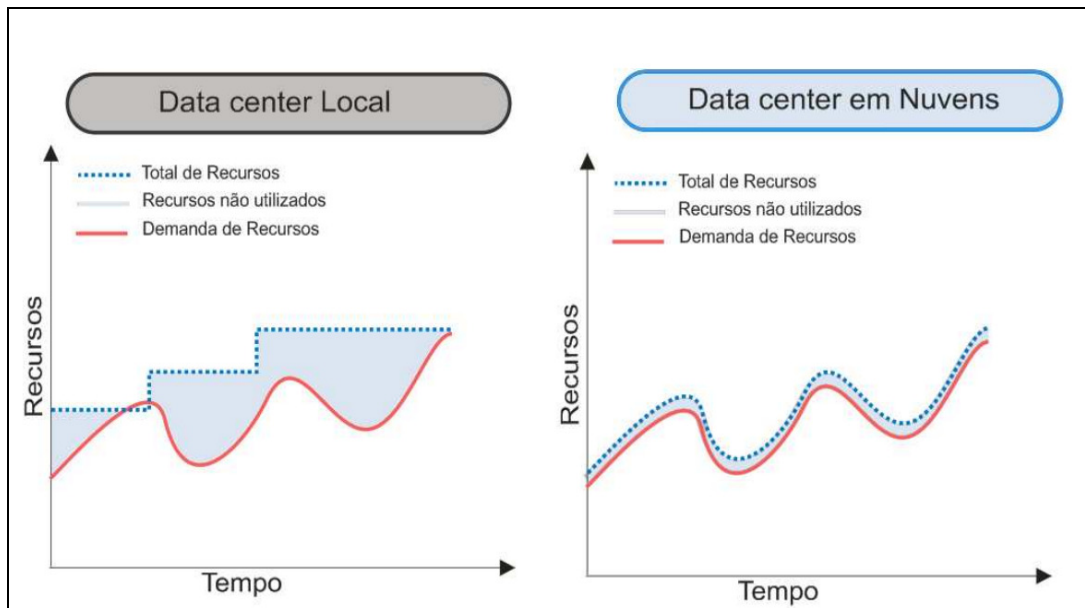 Data center Local
Total de Recursos
Recursos não utilizados
Demanda de Recursos
Recursos
Tempo
Data center em Nuvens
Total de Recursos
Recursos não utilizados
Demanda de Recursos
Recursos
Tempo